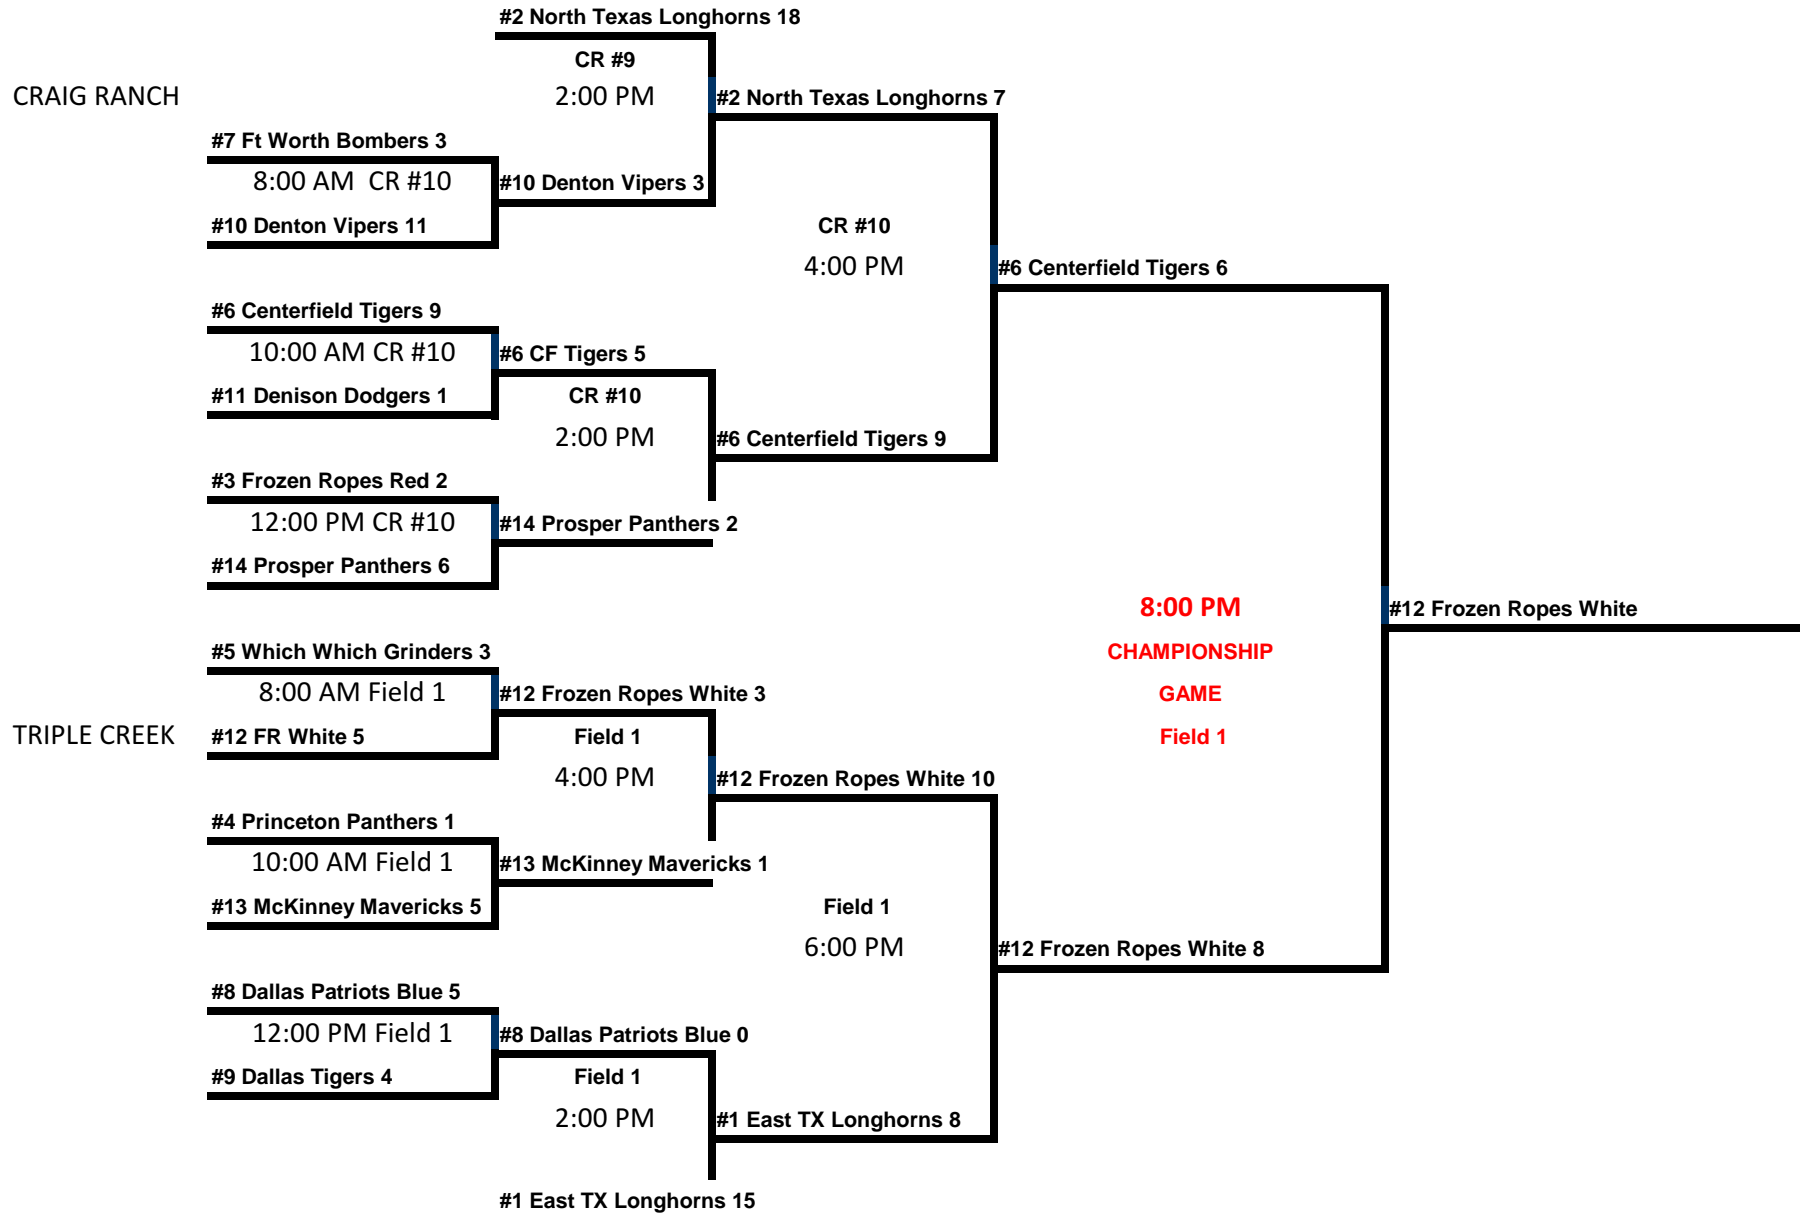 #2 North Texas Longhorns 18
CR #9
CRAIG RANCH
2:00 PM
#2 North Texas Longhorns 7
#7 Ft Worth Bombers 3
8:00 AM  CR #10
#10 Denton Vipers 3
#10 Denton Vipers 11
CR #10
4:00 PM
#6 Centerfield Tigers 6
#6 Centerfield Tigers 9
10:00 AM CR #10
#6 CF Tigers 5
#11 Denison Dodgers 1
CR #10
2:00 PM
#6 Centerfield Tigers 9
#3 Frozen Ropes Red 2
12:00 PM CR #10
#14 Prosper Panthers 2
#14 Prosper Panthers 6
8:00 PM
#12 Frozen Ropes White
#5 Which Which Grinders 3
CHAMPIONSHIP
8:00 AM Field 1
#12 Frozen Ropes White 3
GAME
TRIPLE CREEK
#12 FR White 5
Field 1
Field 1
4:00 PM
#12 Frozen Ropes White 10
#4 Princeton Panthers 1
10:00 AM Field 1
#13 McKinney Mavericks 1
#13 McKinney Mavericks 5
Field 1
6:00 PM
#12 Frozen Ropes White 8
#8 Dallas Patriots Blue 5
12:00 PM Field 1
#8 Dallas Patriots Blue 0
#9 Dallas Tigers 4
Field 1
2:00 PM
#1 East TX Longhorns 8
#1 East TX Longhorns 15